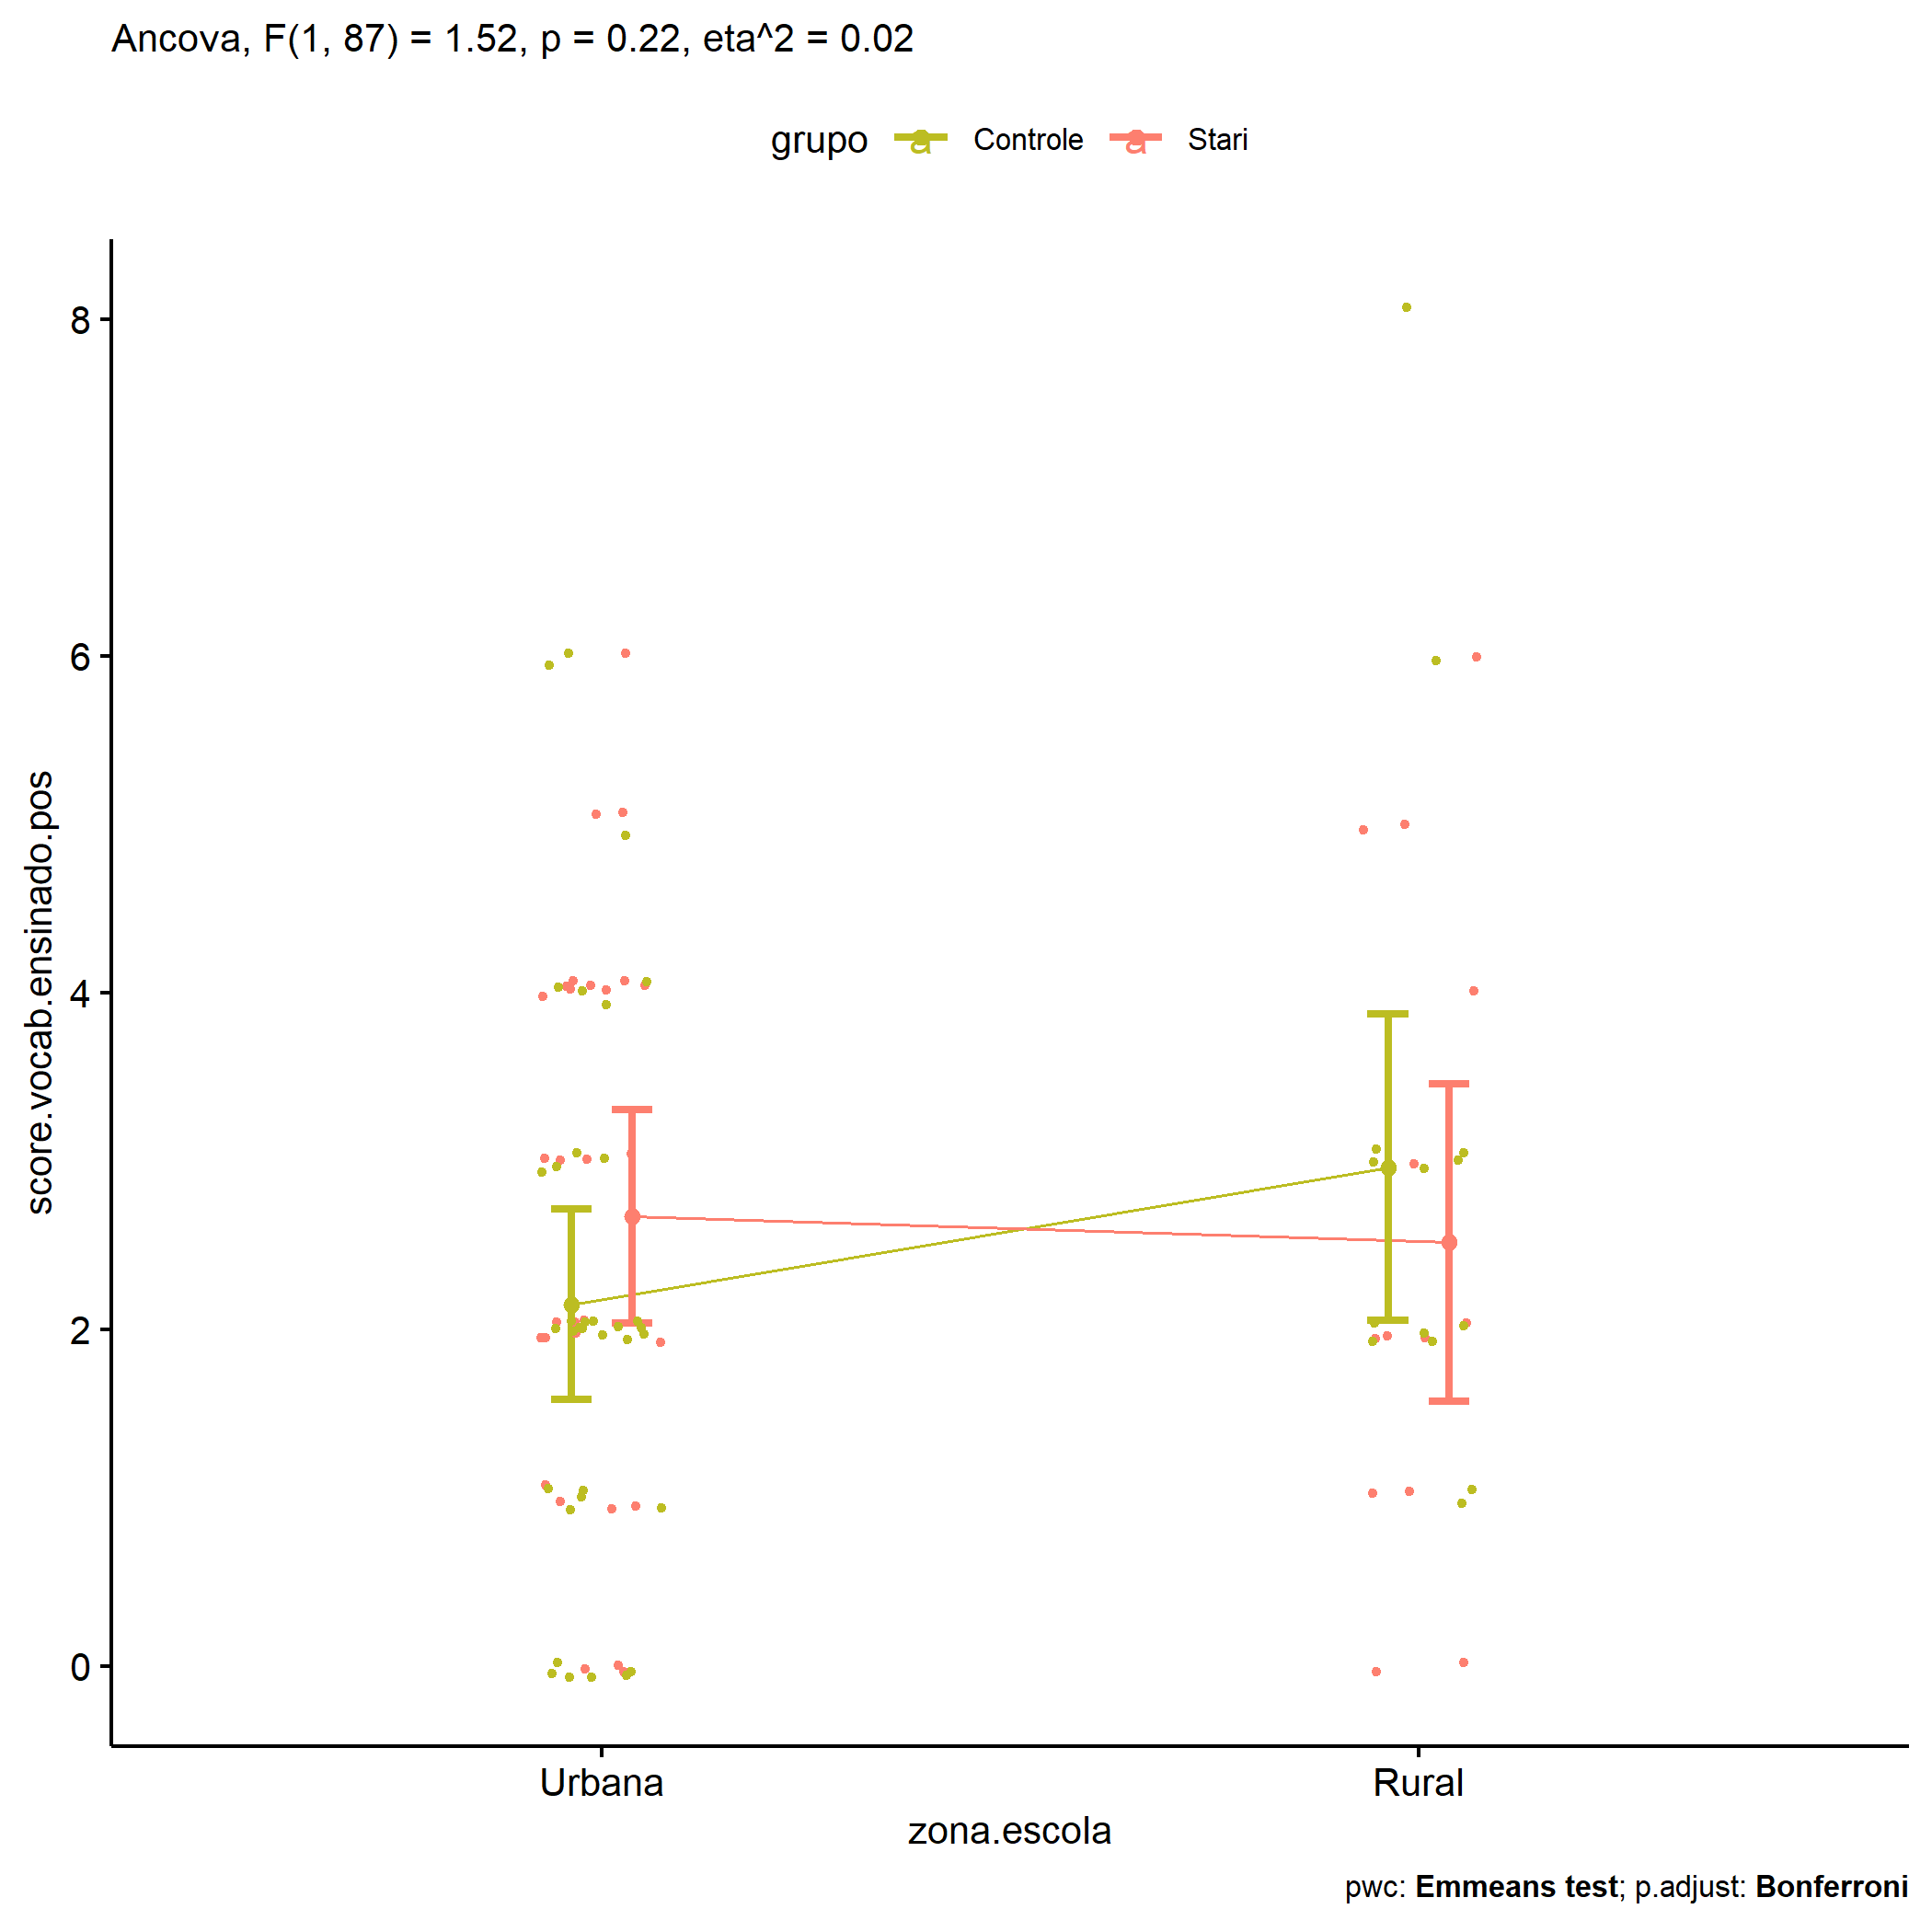 Ancova, F(1, 87) = 1.52, p = 0.22, eta^2 = 0.02
grupo a Controle a Stari
score.vocab.ensinado.pos
8
6
4
2
0
Urbana Rural
zona.escola
pwc: Emmeans test; p.adjust: Bonferroni